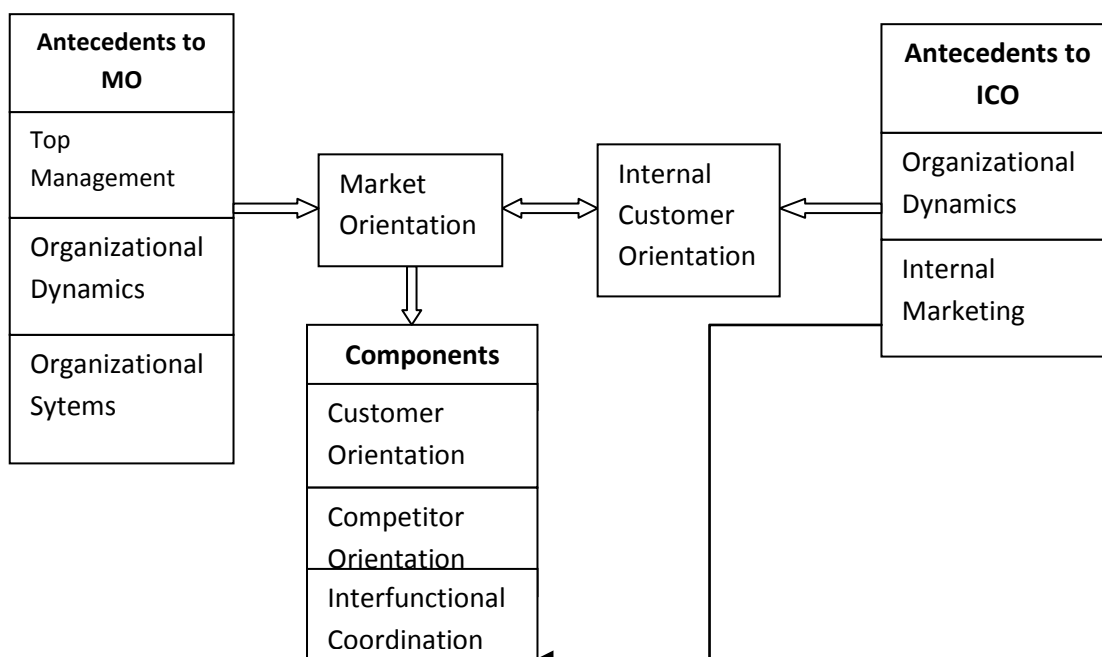 Antecedents to
MO
Top
Management
Organizational
Dynamics
Organizational
Sytems
Market
Orientation
Components
Customer
Orientation
Competitor
Orientation
Interfunctional
Coordination
Internal
Customer
Orientation
Antecedents to
ICO
Organizational
Dynamics
Internal
Marketing